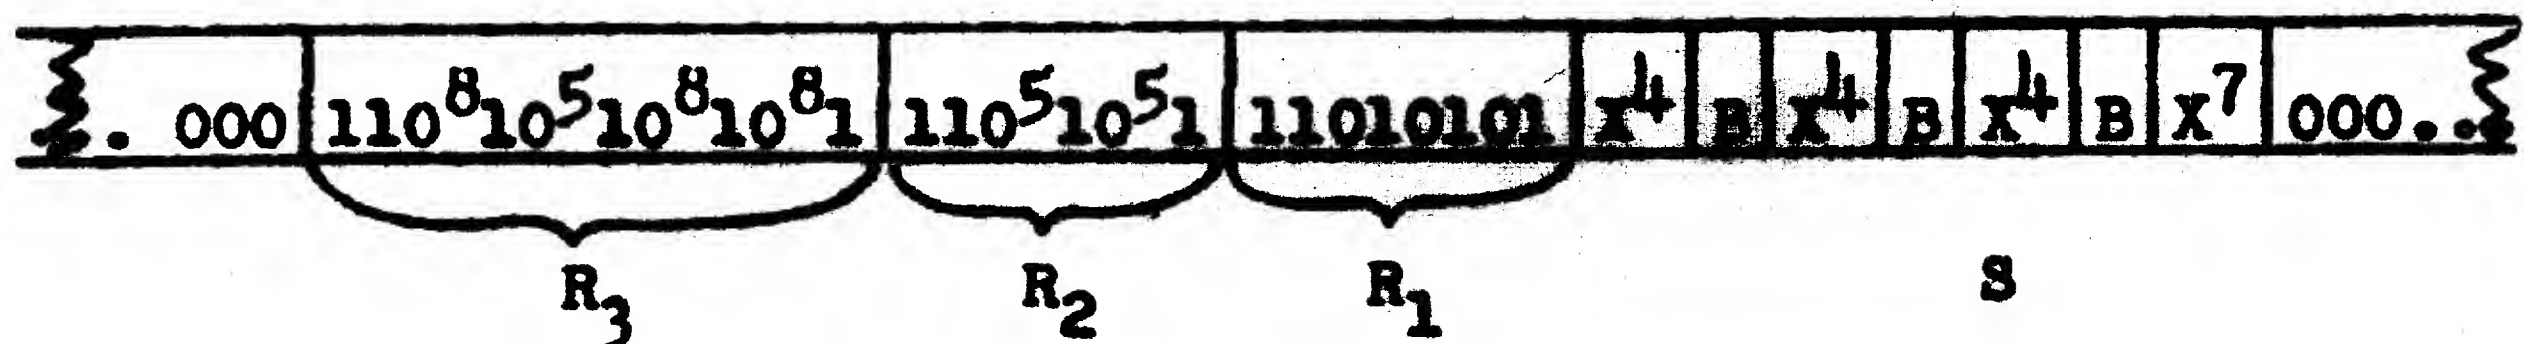 . 000 110⁸10⁵10⁸10⁸1 110⁵10⁵1 11010101 X⁴ B X⁴ B X⁴ B X⁷ 000..
R₃ R₂ R₁ S